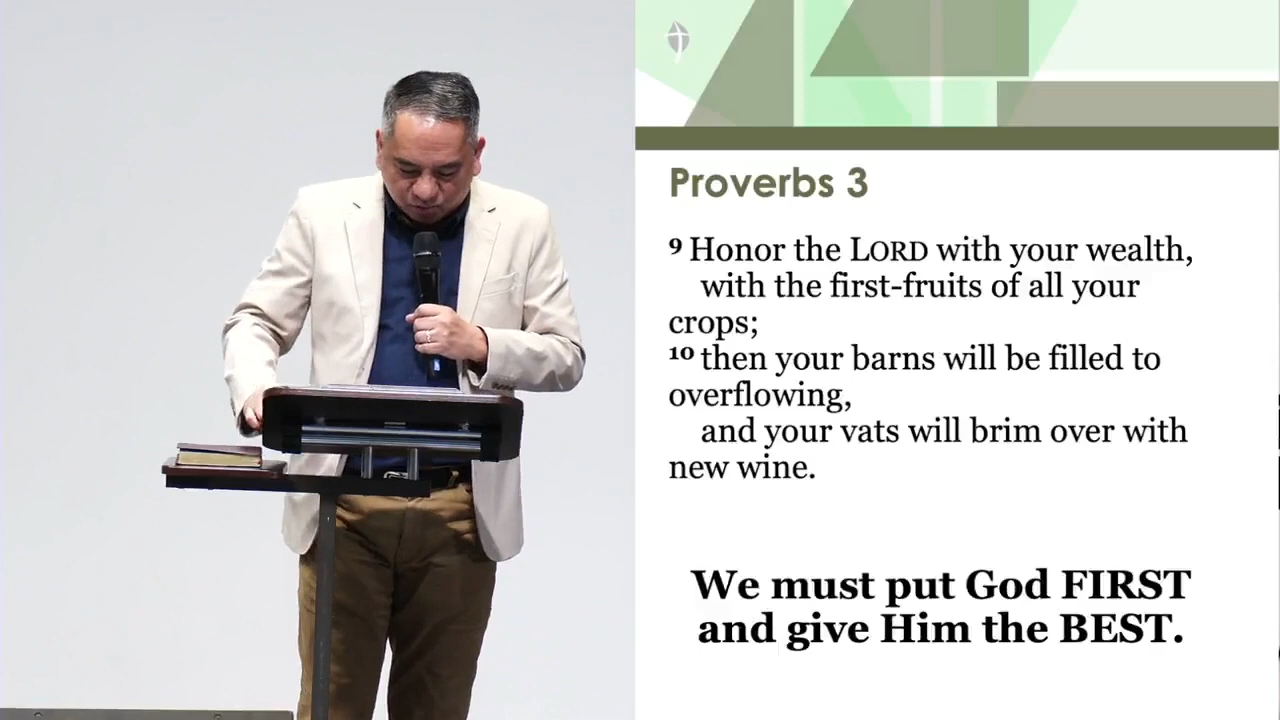 Proverbs 3
⁹ Honor the LORD with your wealth,
with the first-fruits of all your
crops;
¹⁰ then your barns will be filled to
overflowing,
and your vats will brim over with
new wine.
We must put God FIRST
and give Him the BEST.